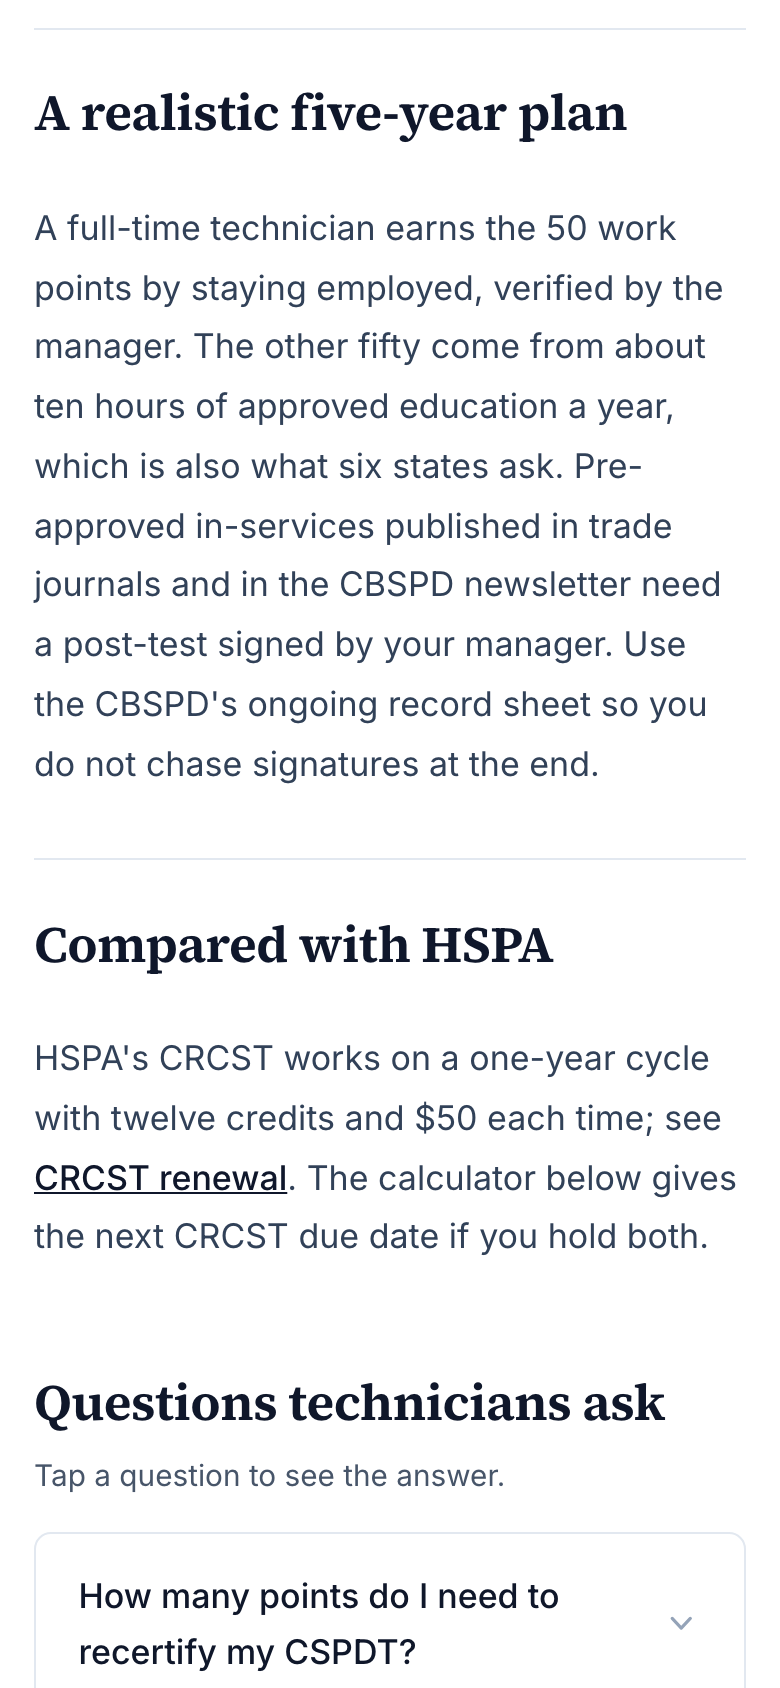 A realistic five-year plan
A full-time technician earns the 50 work
points by staying employed, verified by the
manager. The other fifty come from about
ten hours of approved education a year,
which is also what six states ask. Pre-
approved in-services published in trade
journals and in the CBSPD newsletter need
a post-test signed by your manager. Use
the CBSPD's ongoing record sheet so you
do not chase signatures at the end.
Compared with HSPA
HSPA's CRCST works on a one-year cycle
with twelve credits and $50 each time; see
CRCST renewal. The calculator below gives
the next CRCST due date if you hold both.
Questions technicians ask
Tap a question to see the answer.
How many points do I need to
recertify my CSPDT?